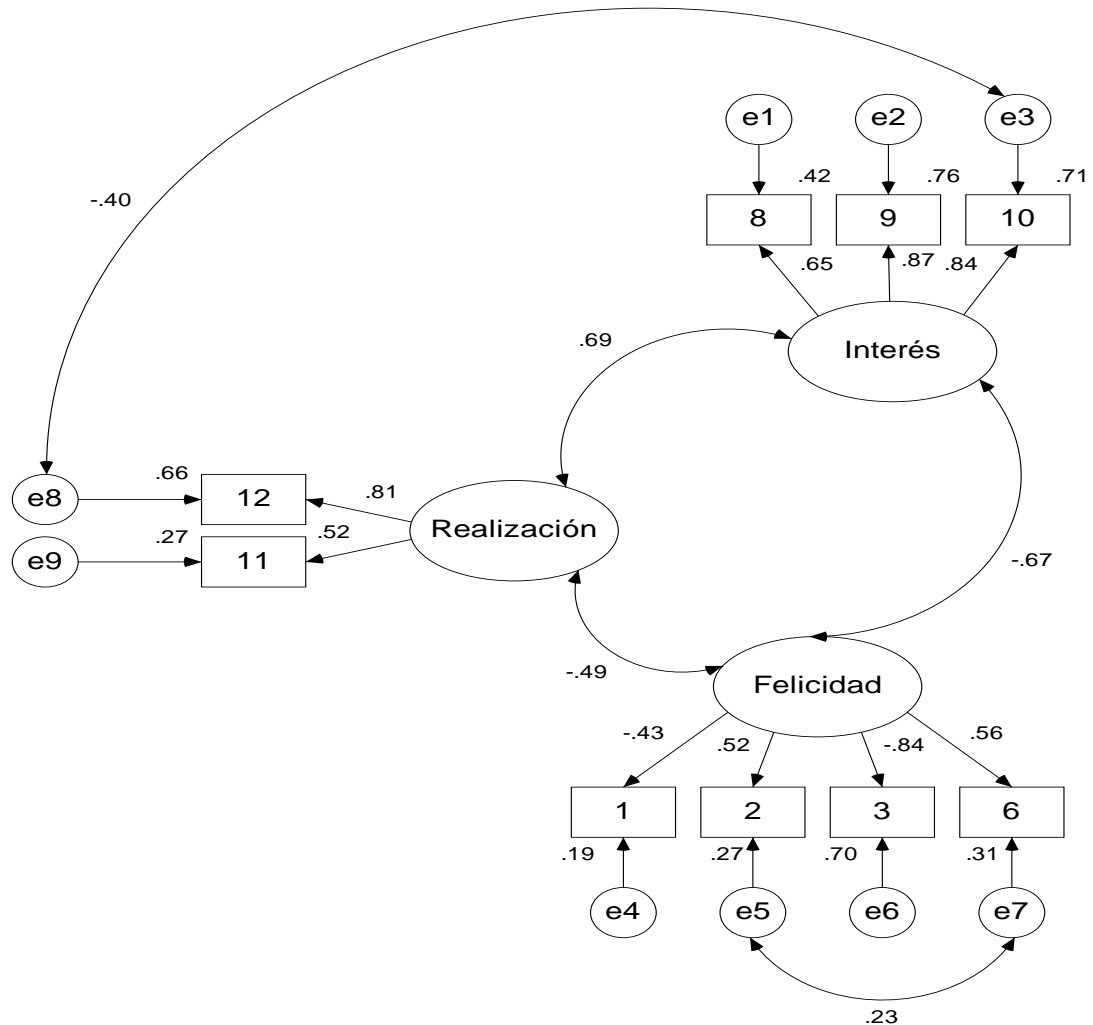 e1 e2 e3
-.40
.42 .76 .71
8 9 10
.65 .87 .84
.69
Interés
.66
e8 12 .81
Realización
.27 .52
e9 11
-.67
-.49
Felicidad
-.43 .52 -.84 .56
1 2 3 6
.19 .27 .70 .31
e4 e5 e6 e7
.23